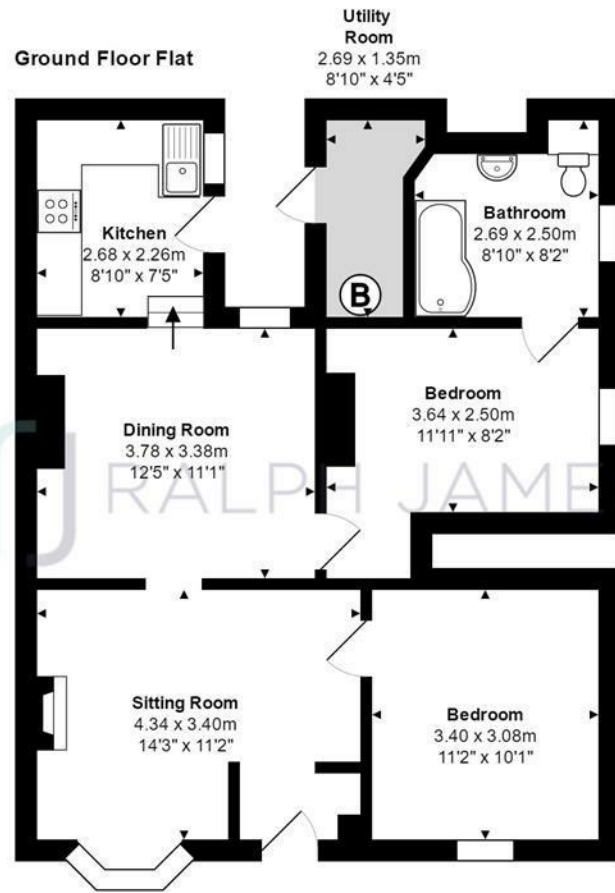 Ground Floor Flat
Utility
Room
2.69 x 1.35m
8'10" x 4'5"
Kitchen
2.68 x 2.26m
8'10" x 7'5"
Bathroom
2.69 x 2.50m
8'10" x 8'2"
B
Dining Room
3.78 x 3.38m
12'5" x 11'1"
Bedroom
3.64 x 2.50m
11'11" x 8'2"
RALPH JAME
Sitting Room
4.34 x 3.40m
14'3" x 11'2"
Bedroom
3.40 x 3.08m
11'2" x 10'1"